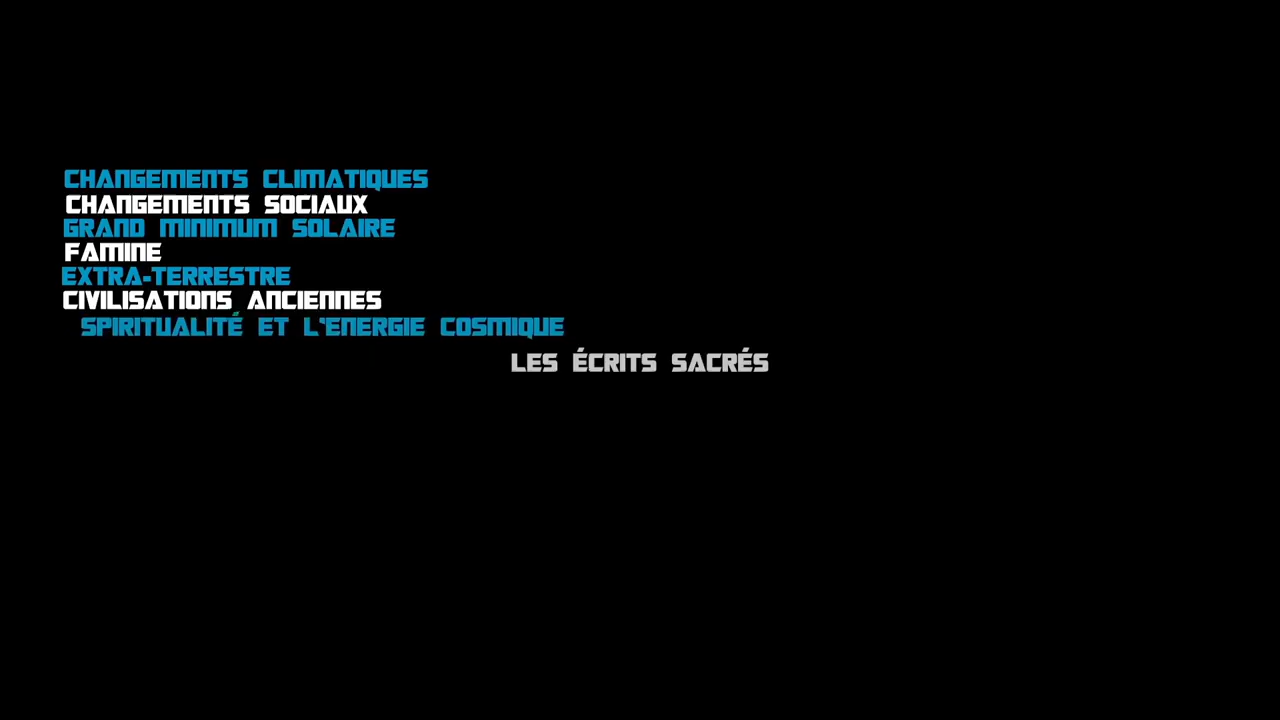 CHANGEMENTS CLIMATIQUES
CHANGEMENTS SOCIAUX
GRAND MINIMUM SOLAIRE
FAMINE
EXTRA-TERRESTRE
CIVILISATIONS ANCIENNES
SPIRITUALITÉ ET L'ENERGIE COSMIQUE
LES ÉCRITS SACRÉS